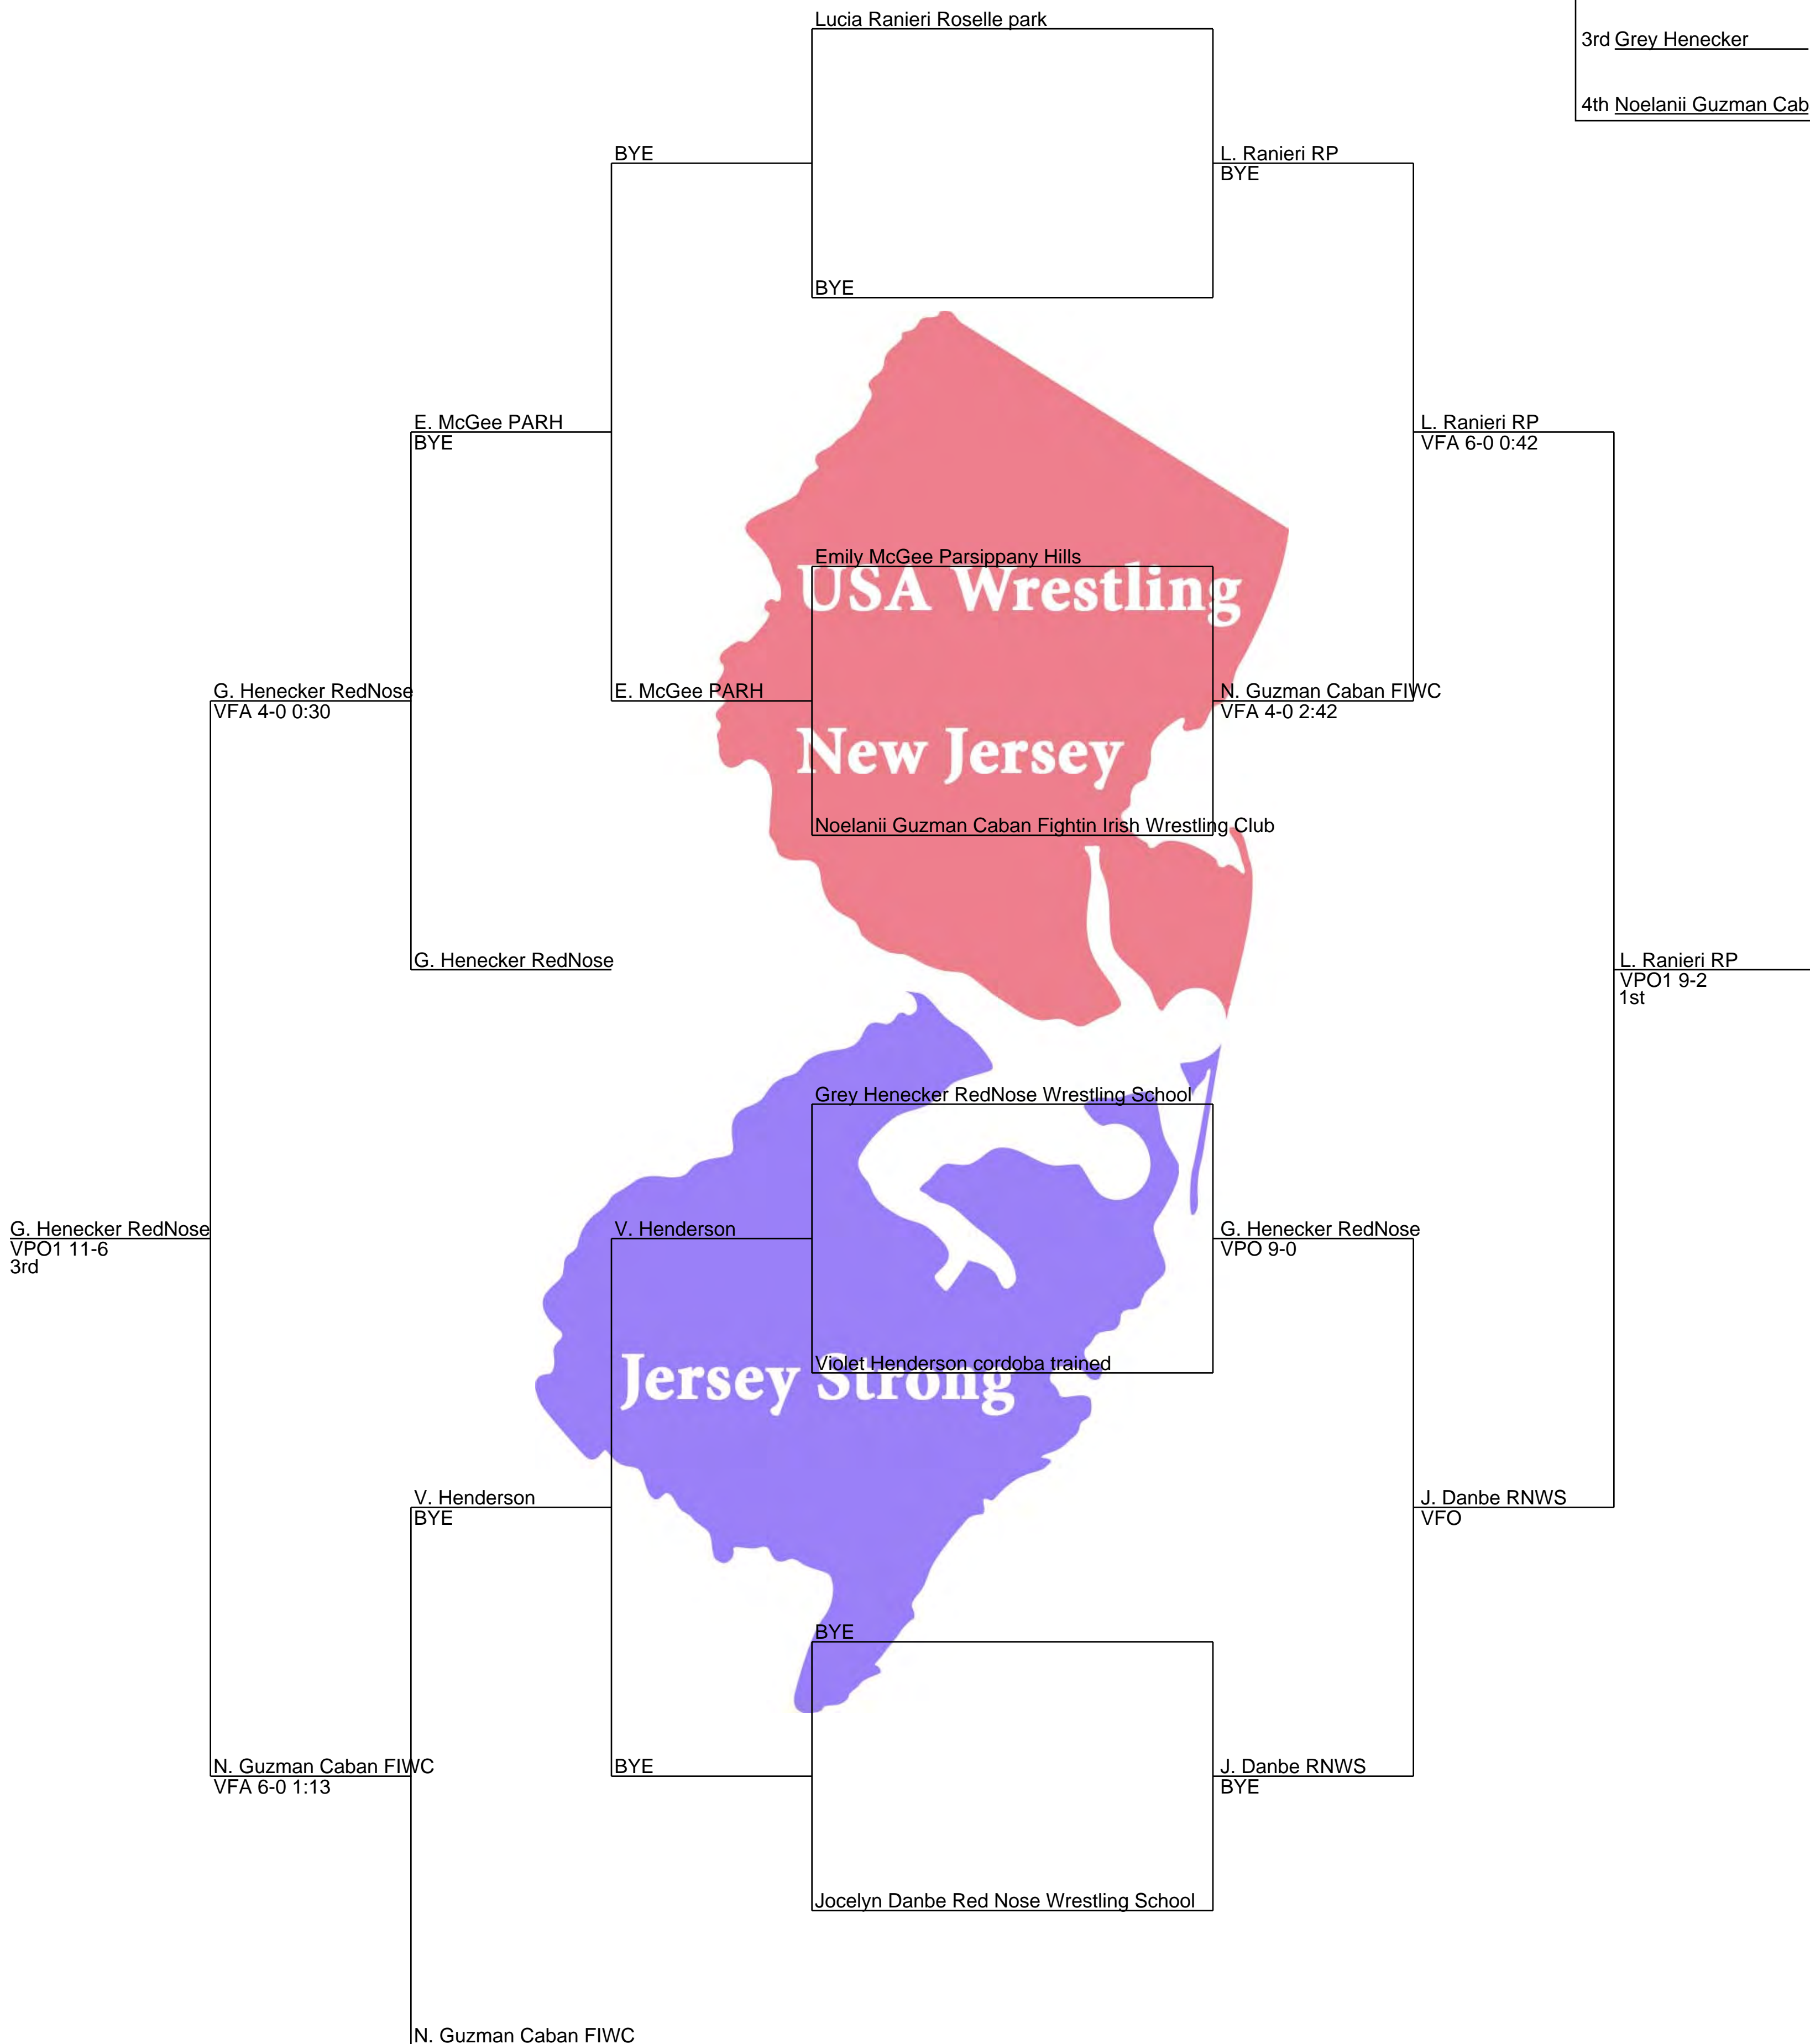 Lucia Ranieri Roselle park
3rd Grey Henecker
4th Noelanii Guzman Cab
BYE
L. Ranieri RP
BYE
BYE
E. McGee PARH
BYE
L. Ranieri RP
VFA 6-0 0:42
Emily McGee Parsippany Hills
USA Wrestling
G. Henecker RedNose
VFA 4-0 0:30
E. McGee PARH
N. Guzman Caban FIWC
VFA 4-0 2:42
New Jersey
Noelanii Guzman Caban Fightin Irish Wrestling Club
G. Henecker RedNose
L. Ranieri RP
VPO1 9-2
1st
Grey Henecker RedNose Wrestling School
G. Henecker RedNose
VPO1 11-6
3rd
V. Henderson
G. Henecker RedNose
VPO 9-0
Violet Henderson cordoba trained
Jersey Strong
V. Henderson
BYE
J. Danbe RNWS
VFO
BYE
N. Guzman Caban FIWC
VFA 6-0 1:13
BYE
J. Danbe RNWS
BYE
Jocelyn Danbe Red Nose Wrestling School
N. Guzman Caban FIWC